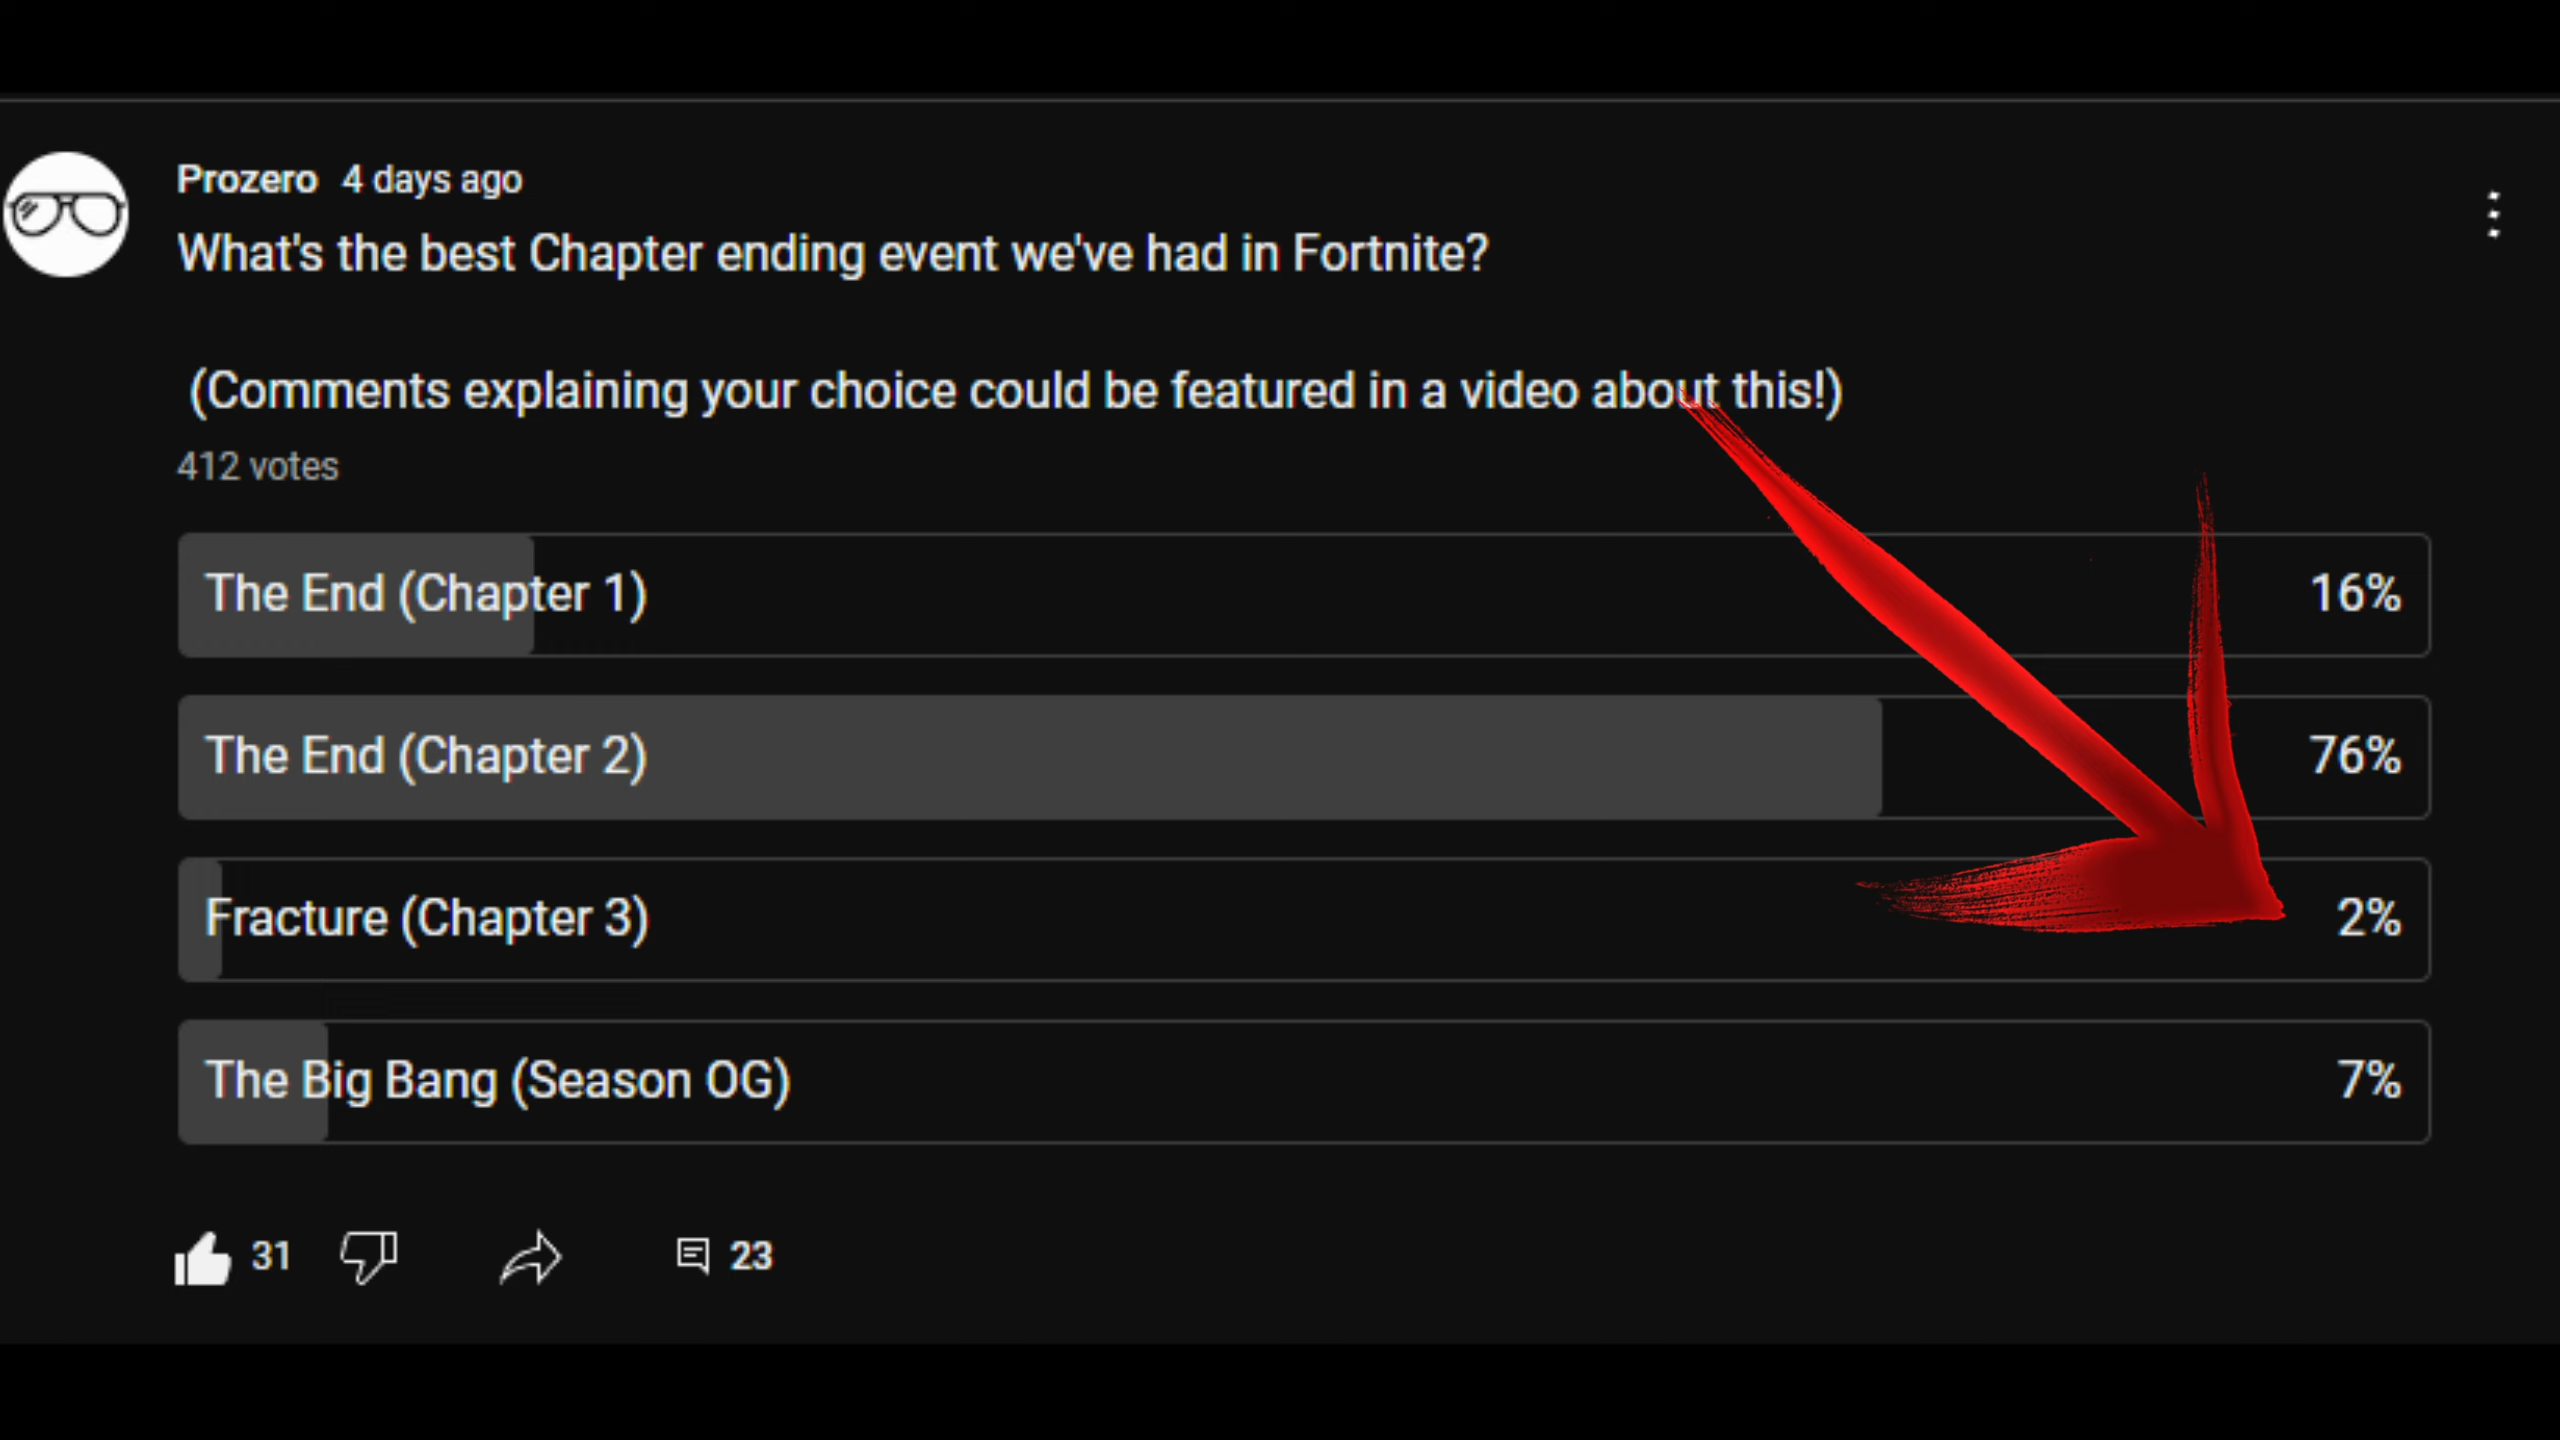 Prozero 4 days ago
What's the best Chapter ending event we've had in Fortnite?
(Comments explaining your choice could be featured in a video about this!)
412 votes
The End (Chapter 1) 16%
The End (Chapter 2) 76%
Fracture (Chapter 3) 2%
The Big Bang (Season OG) 7%
31 23